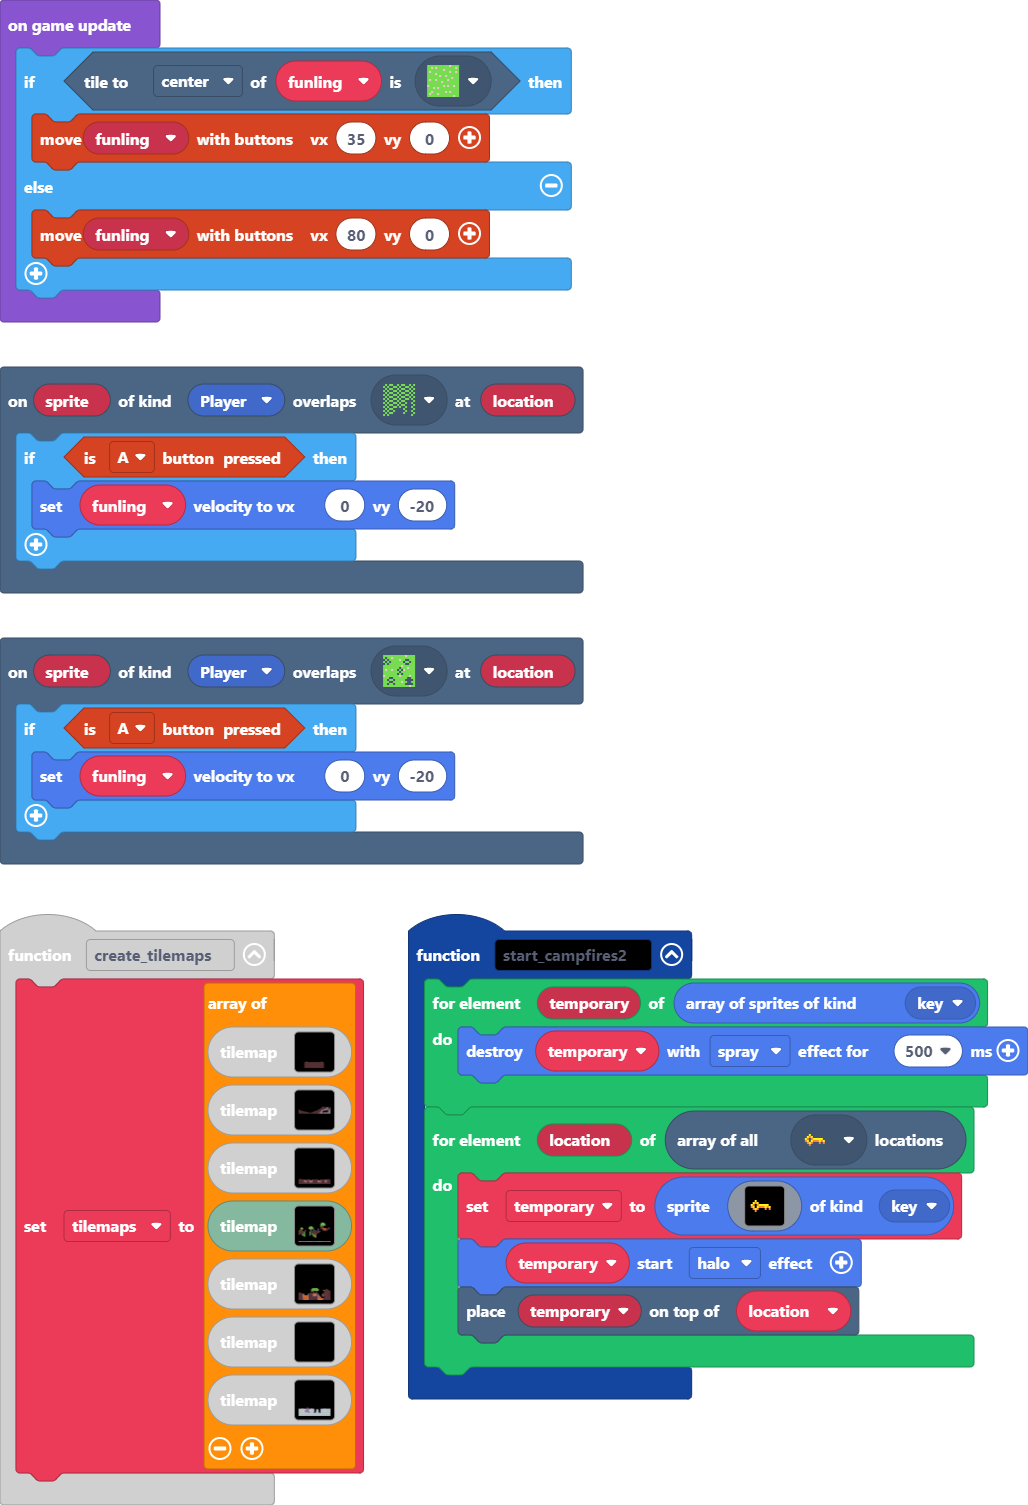 on game update
if tile to center of funling is then
move funling with buttons vx 35 vy 0
else
move funling with buttons vx 80 vy 0
on sprite of kind Player overlaps at location
if is A button pressed then
set funling velocity to vx 0 vy -20
on sprite of kind Player overlaps at location
if is A button pressed then
set funling velocity to vx 0 vy -20
function create_tilemaps
array of
tilemap
tilemap
tilemap
set tilemaps to tilemap
tilemap
tilemap
tilemap
function start_campfires2
for element temporary of array of sprites of kind key
do destroy temporary with spray effect for 500 ms
for element location of array of all locations
do
set temporary to sprite of kind key
temporary start halo effect
place temporary on top of location